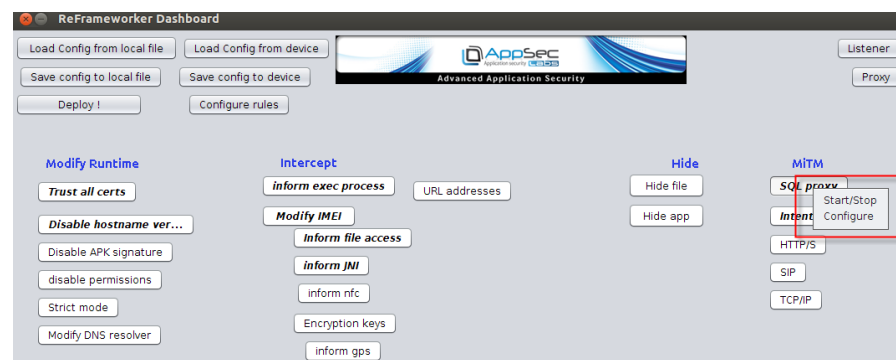 ReFrameworker Dashboard
Load Config from local file
Load Config from device
AppSec
Application security LABS
Advanced Application Security
Listener
Save config to local file
Save config to device
Proxy
Deploy !
Configure rules
Modify Runtime
Intercept
Hide
MiTM
Trust all certs
inform exec process
URL addresses
Hide file
SQL proxy
Start/Stop
Disable hostname ver...
Modify IMEI
Hide app
Intent
Configure
Inform file access
Disable APK signature
HTTP/S
inform JNI
disable permissions
SIP
inform nfc
Strict mode
TCP/IP
Encryption keys
Modify DNS resolver
inform gps